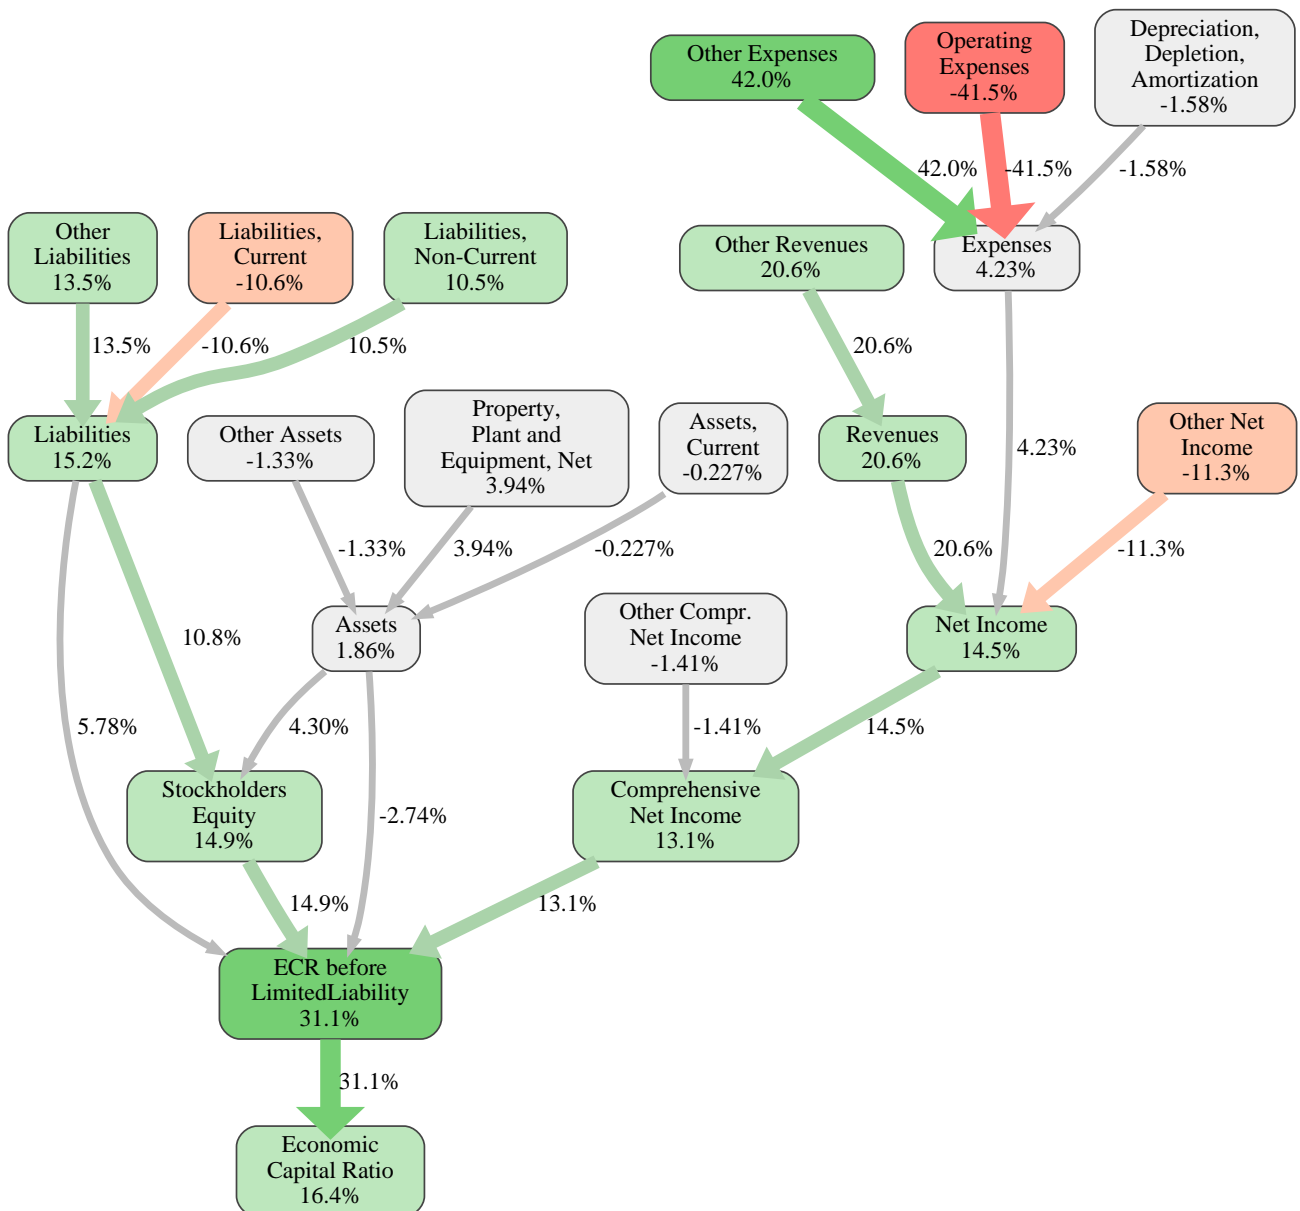 Other Expenses
42.0%
Operating
Expenses
-41.5%
Depreciation,
Depletion,
Amortization
-1.58%
42.0%
-41.5%
-1.58%
Other
Liabilities
13.5%
Liabilities,
Current
-10.6%
Liabilities,
Non-Current
10.5%
Other Revenues
20.6%
Expenses
4.23%
13.5%
-10.6%
10.5%
20.6%
Liabilities
15.2%
Other Assets
-1.33%
Property,
Plant and
Equipment, Net
3.94%
Assets,
Current
-0.227%
Revenues
20.6%
4.23%
Other Net
Income
-11.3%
-1.33%
3.94%
-0.227%
20.6%
-11.3%
10.8%
Assets
1.86%
Other Compr.
Net Income
-1.41%
Net Income
14.5%
5.78%
4.30%
-1.41%
14.5%
Stockholders
Equity
14.9%
-2.74%
Comprehensive
Net Income
13.1%
14.9%
13.1%
ECR before
LimitedLiability
31.1%
31.1%
Economic
Capital Ratio
16.4%